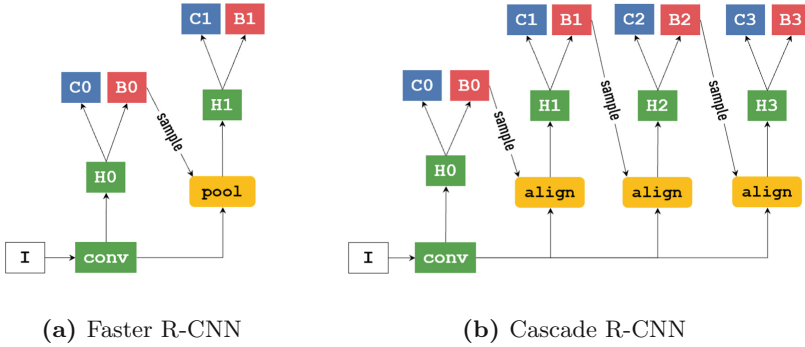 C1 B1
C0 B0
sample
H1
H0
pool
I
conv
(a) Faster R-CNN
C1 B1
C2 B2
C3 B3
C0 B0
sample
sample
sample
H1
H2
H3
H0
align
align
align
I
conv
(b) Cascade R-CNN